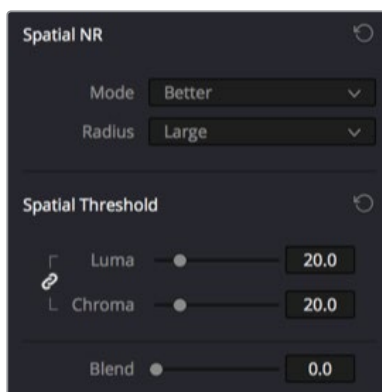 Spatial NR
Mode Better
Radius Large
Spatial Threshold
Luma 20.0
Chroma 20.0
Blend 0.0